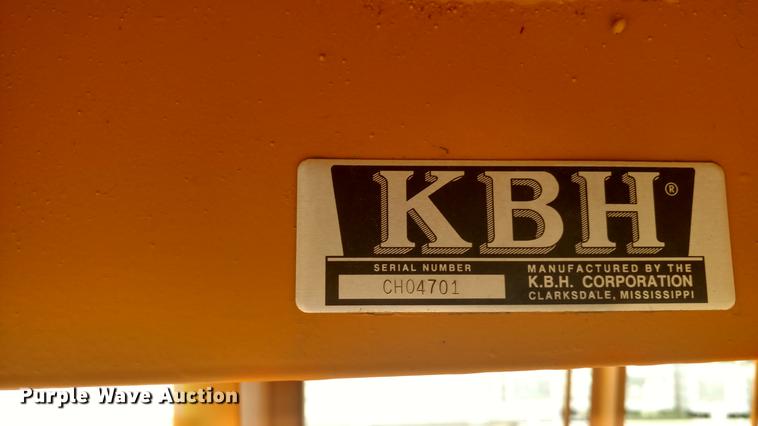 KBH®
SERIAL NUMBER
CH04701
MANUFACTURED BY THE
K.B.H. CORPORATION
CLARKSDALE, MISSISSIPPI
Purple Wave Auction